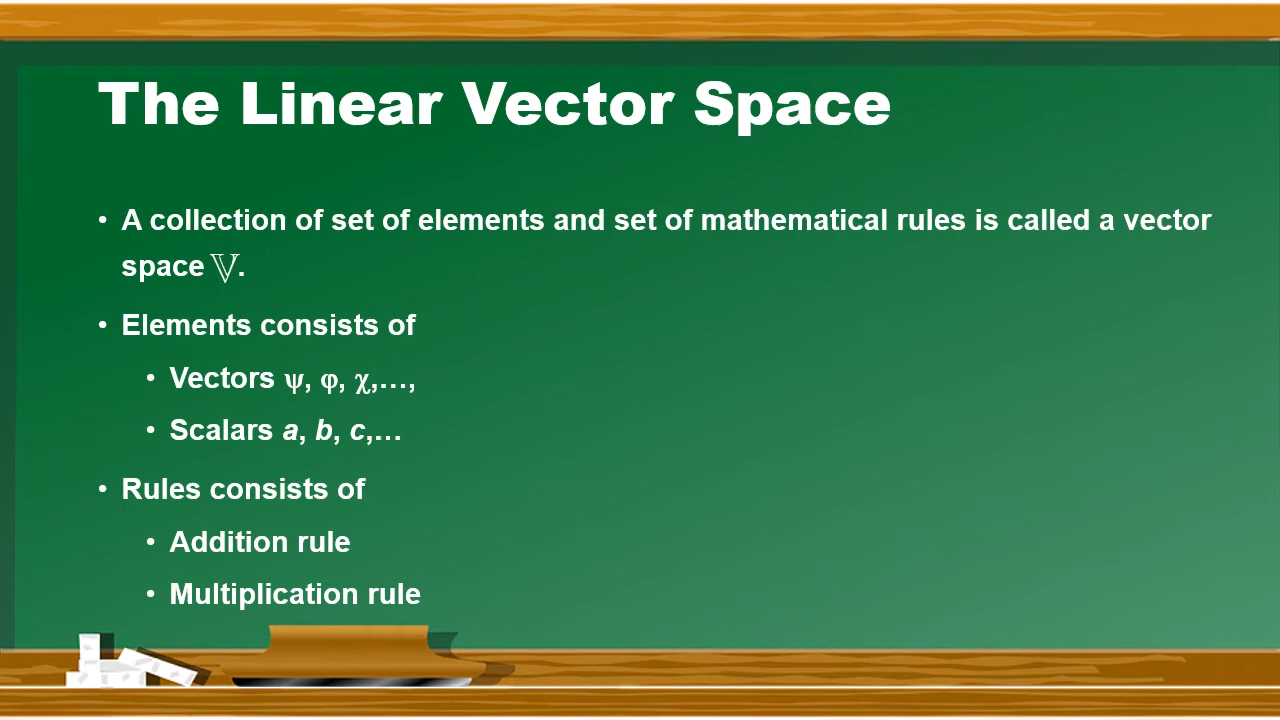 The Linear Vector Space
• A collection of set of elements and set of mathematical rules is called a vector
space 𝕍.
• Elements consists of
• Vectors ψ, φ, χ,…,
• Scalars a, b, c,…
• Rules consists of
• Addition rule
• Multiplication rule